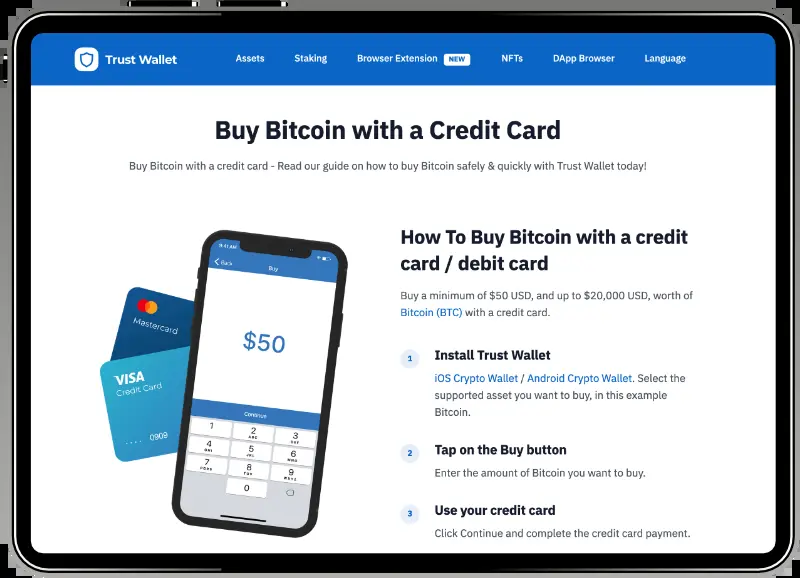 Trust Wallet
Assets
Staking
Browser Extension NEW
NFTs
DApp Browser
Language
Buy Bitcoin with a Credit Card
Buy Bitcoin with a credit card - Read our guide on how to buy Bitcoin safely & quickly with Trust Wallet today!
9:41 AM
Back
Buy
$50
Continue
1
2 ABC
3 DEF
4 GHI
5 JKL
6 MNO
7 PQRS
8 TUV
9 WXYZ
0
Mastercard
VISA
Credit Card
.... 0909
How To Buy Bitcoin with a credit
card / debit card
Buy a minimum of $50 USD, and up to $20,000 USD, worth of
Bitcoin (BTC) with a credit card.
1 Install Trust Wallet
iOS Crypto Wallet / Android Crypto Wallet. Select the
supported asset you want to buy, in this example
Bitcoin.
2 Tap on the Buy button
Enter the amount of Bitcoin you want to buy.
3 Use your credit card
Click Continue and complete the credit card payment.